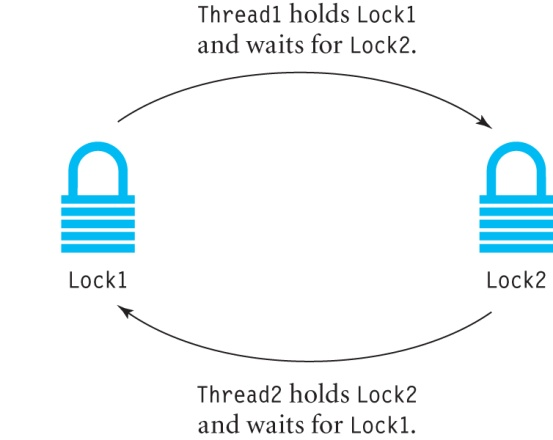 Thread1 holds Lock1
and waits for Lock2.
Lock1
Lock2
Thread2 holds Lock2
and waits for Lock1.